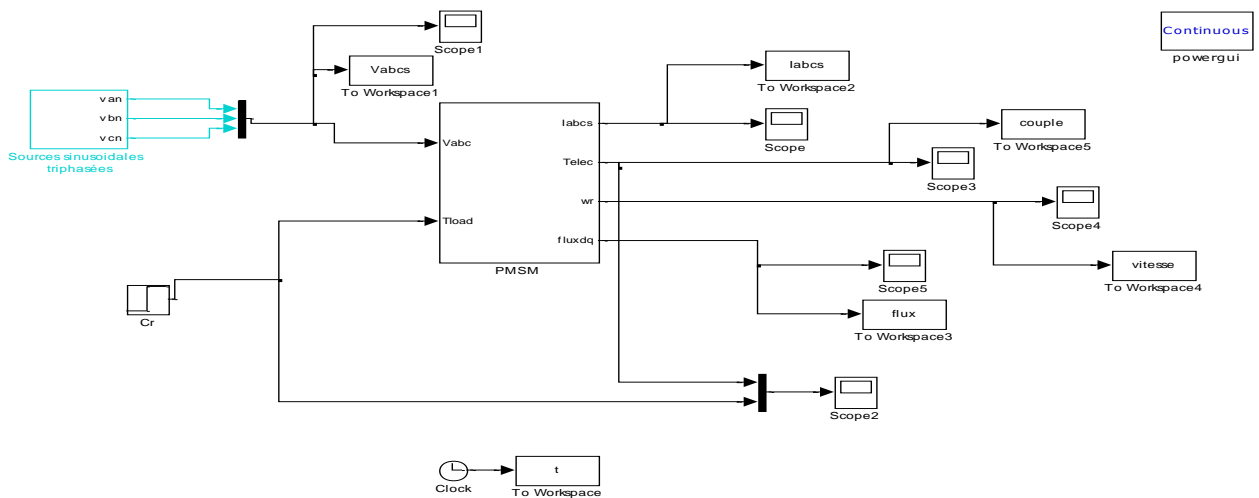 Scope1
Continuous
powergui
Vabcs
To Workspace1
Iabcs
To Workspace2
van
vbn
vcn
Sources sinusoidales
triphasées
Vabc
Tload
Iabcs
Telec
wr
fluxdq
PMSM
Scope
couple
To Workspace5
Scope3
Scope4
vitesse
To Workspace4
Scope5
flux
To Workspace3
Cr
Scope2
Clock
t
To Workspace